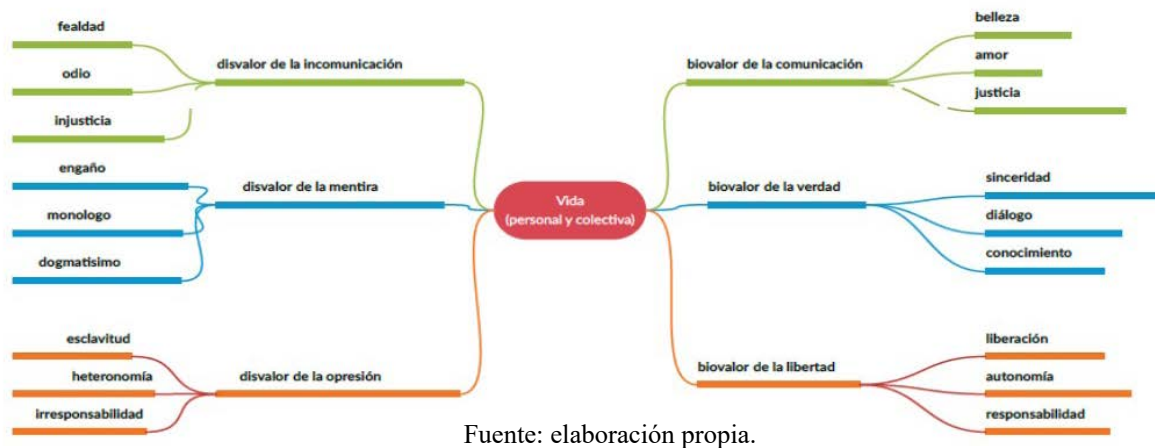 fealdad
odio
injusticia
disvalor de la incomunicación
engaño
monologo
dogmatisimo
disvalor de la mentira
esclavitud
heteronomía
irresponsabilidad
disvalor de la opresión
Vida
(personal y colectiva)
biovalor de la comunicación
belleza
amor
justicia
biovalor de la verdad
sinceridad
diálogo
conocimiento
biovalor de la libertad
liberación
autonomía
responsabilidad
Fuente: elaboración propia.